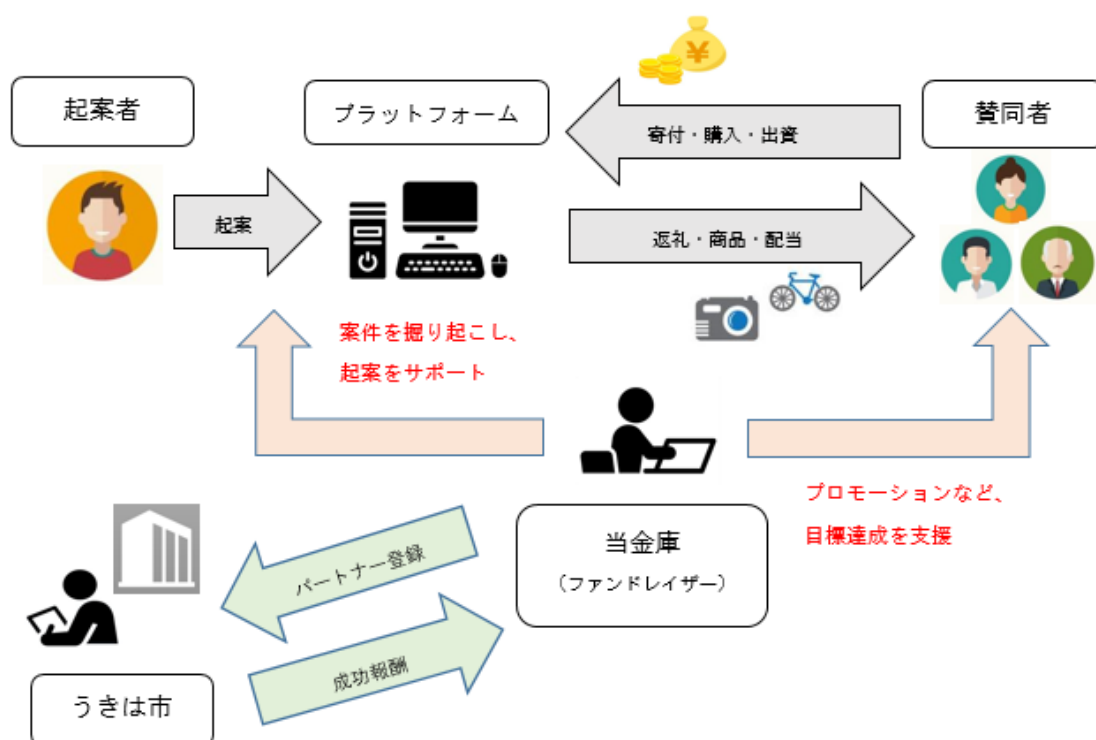 起案者
プラットフォーム
賛同者
寄付・購入・出資
起案
返礼・商品・配当
案件を掘り起こし、
起案をサポート
プロモーションなど、
目標達成を支援
当金庫
（ファンドレイザー）
パートナー登録
成功報酬
うきは市